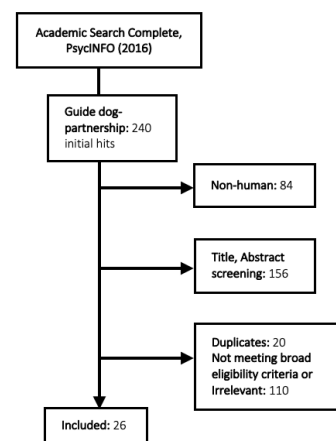 Academic Search Complete,
PsycINFO (2016)
Guide dog-
partnership: 240
initial hits
Non-human: 84
Title, Abstract
screening: 156
Duplicates: 20
Not meeting broad
eligibility criteria or
Irrelevant: 110
Included: 26